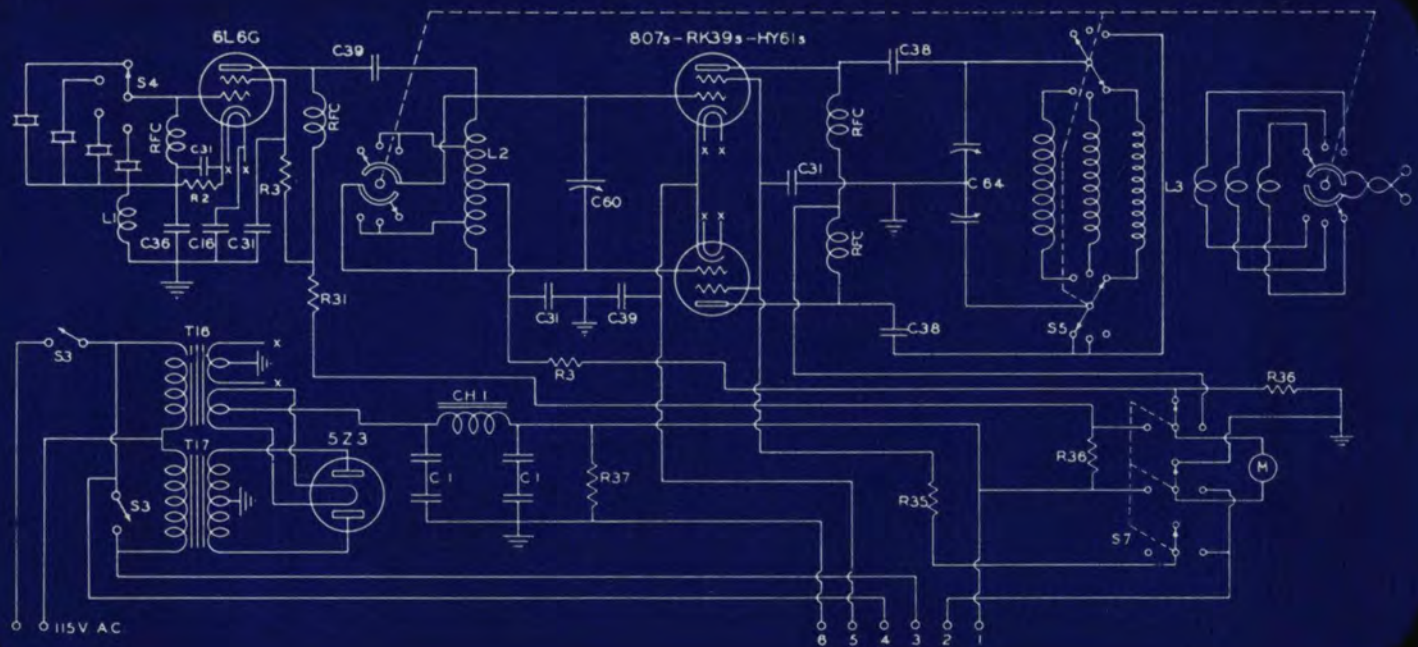 6L6G
807s-RK39s-HY61s
C39
C38
S4
RFC
C31
R2
R3
RFC
L2
RFC
C31
C60
C64
L3
L1
C36
C16
C31
RFC
R31
C31
C39
C38
S5
S3
T16
x
x
x x
x x
x x
R3
R36
CH 1
T17
5Z3
C 1
C 1
R37
R36
M
R35
S3
S7
115V. A.C.
6
5
4
3
2
1